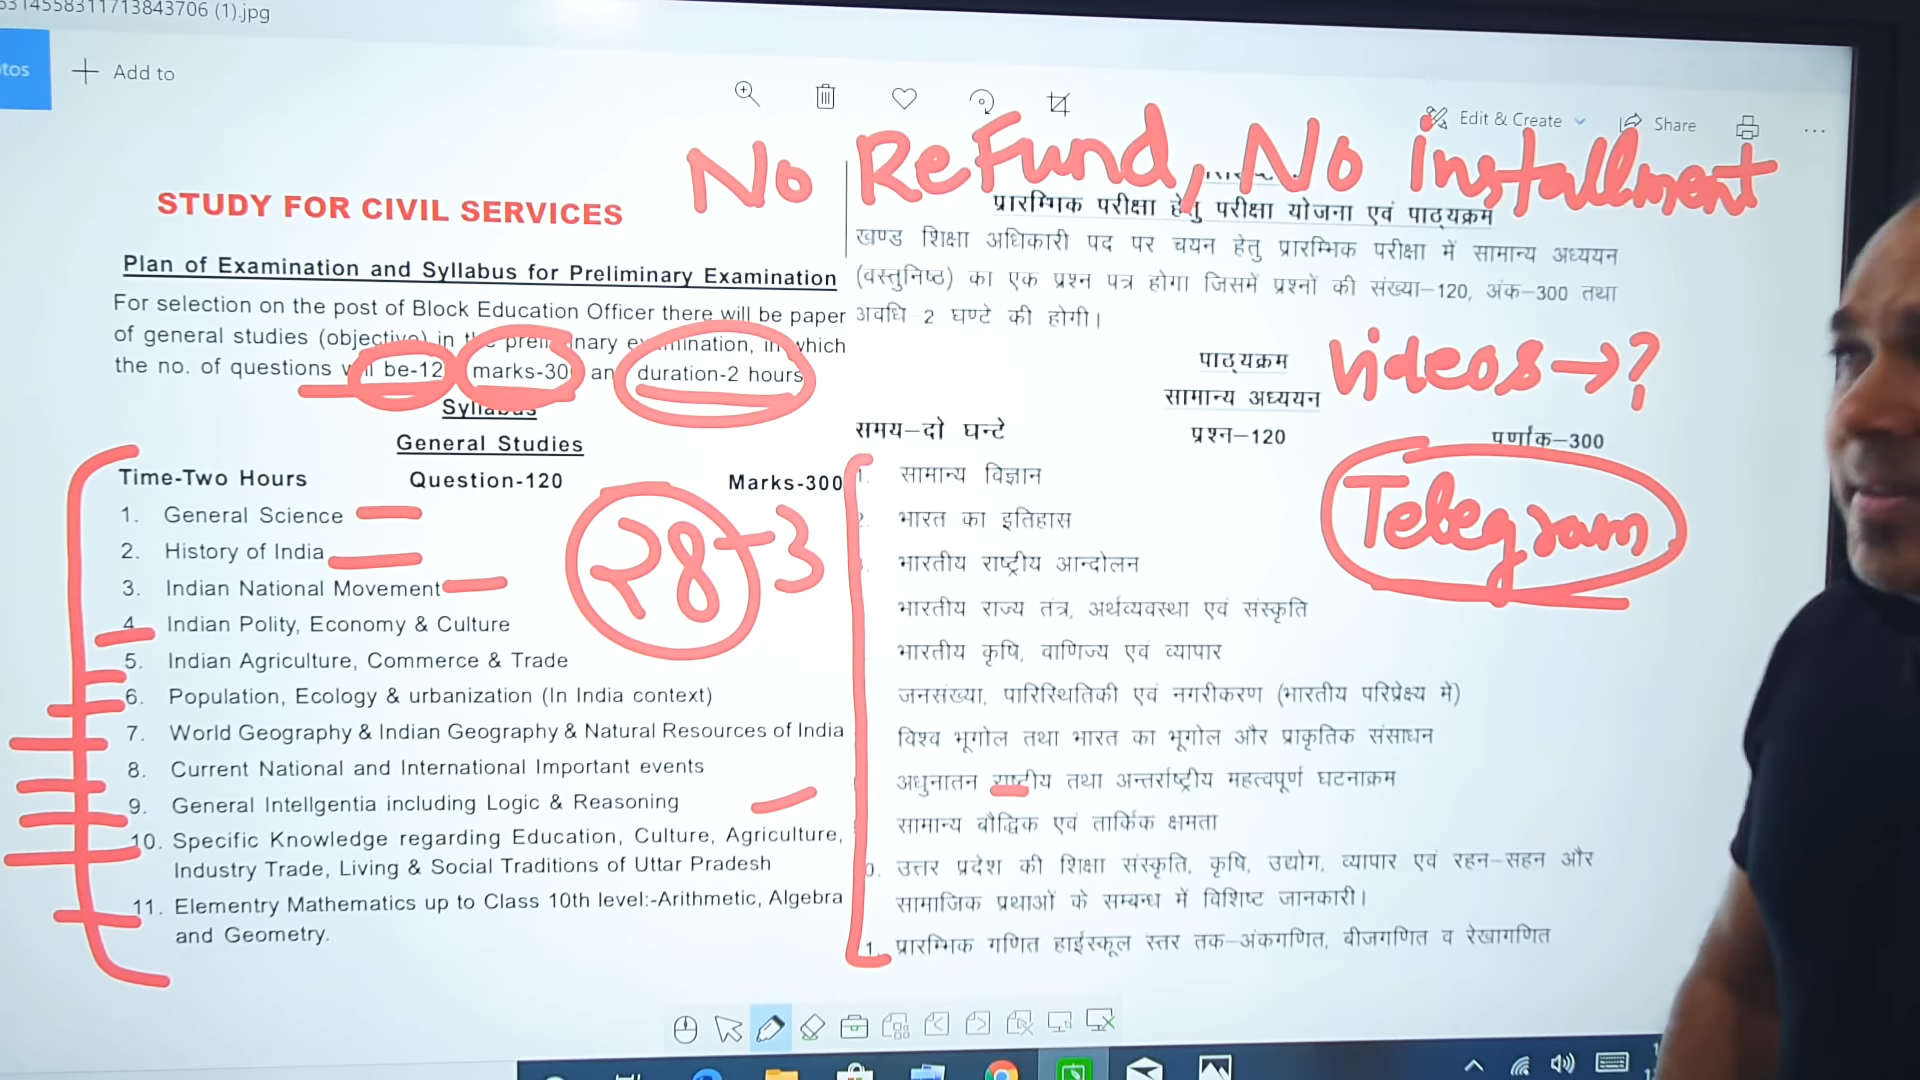 5314558311713843706 (1).jpg
Add to
Edit & Create
Share
No ReFund, No installment
STUDY FOR CIVIL SERVICES
Plan of Examination and Syllabus for Preliminary Examination
For selection on the post of Block Education Officer there will be paper
of general studies (objective) in the preliminary examination, in which
the no. of questions will be-12 marks-30 an duration-2 hours
Syllabus
General Studies
Time-Two Hours Question-120 Marks-300
1. General Science
2. History of India
3. Indian National Movement
4. Indian Polity, Economy & Culture
5. Indian Agriculture, Commerce & Trade
6. Population, Ecology & urbanization (In India context)
7. World Geography & Indian Geography & Natural Resources of India
8. Current National and International Important events
9. General Intellgentia including Logic & Reasoning
10. Specific Knowledge regarding Education, Culture, Agriculture,
Industry Trade, Living & Social Traditions of Uttar Pradesh
11. Elementry Mathematics up to Class 10th level:-Arithmetic, Algebra
and Geometry.
प्रारम्भिक परीक्षा हेतु परीक्षा योजना एवं पाठ्यक्रम
खण्ड शिक्षा अधिकारी पद पर चयन हेतु प्रारम्भिक परीक्षा में सामान्य अध्ययन
(वस्तुनिष्ठ) का एक प्रश्न पत्र होगा जिसमें प्रश्नों की संख्या-120, अंक-300 तथा
अवधि 2 घण्टे की होगी।
पाठ्यक्रम
videos→?
सामान्य अध्ययन
समय-दो घन्टे प्रश्न-120 पूर्णांक-300
Telegram
1. सामान्य विज्ञान
2. भारत का इतिहास
भारतीय राष्ट्रीय आन्दोलन
भारतीय राज्य तंत्र, अर्थव्यवस्था एवं संस्कृति
भारतीय कृषि, वाणिज्य एवं व्यापार
जनसंख्या, पारिस्थितिकी एवं नगरीकरण (भारतीय परिप्रेक्ष्य में)
विश्व भूगोल तथा भारत का भूगोल और प्राकृतिक संसाधन
अधुनातन राष्ट्रीय तथा अन्तर्राष्ट्रीय महत्वपूर्ण घटनाक्रम
सामान्य बौद्धिक एवं तार्किक क्षमता
0. उत्तर प्रदेश की शिक्षा संस्कृति, कृषि, उद्योग, व्यापार एवं रहन-सहन और
सामाजिक प्रथाओं के सम्बन्ध में विशिष्ट जानकारी।
1. प्रारम्भिक गणित हाईस्कूल स्तर तक-अंकगणित, बीजगणित व रेखागणित